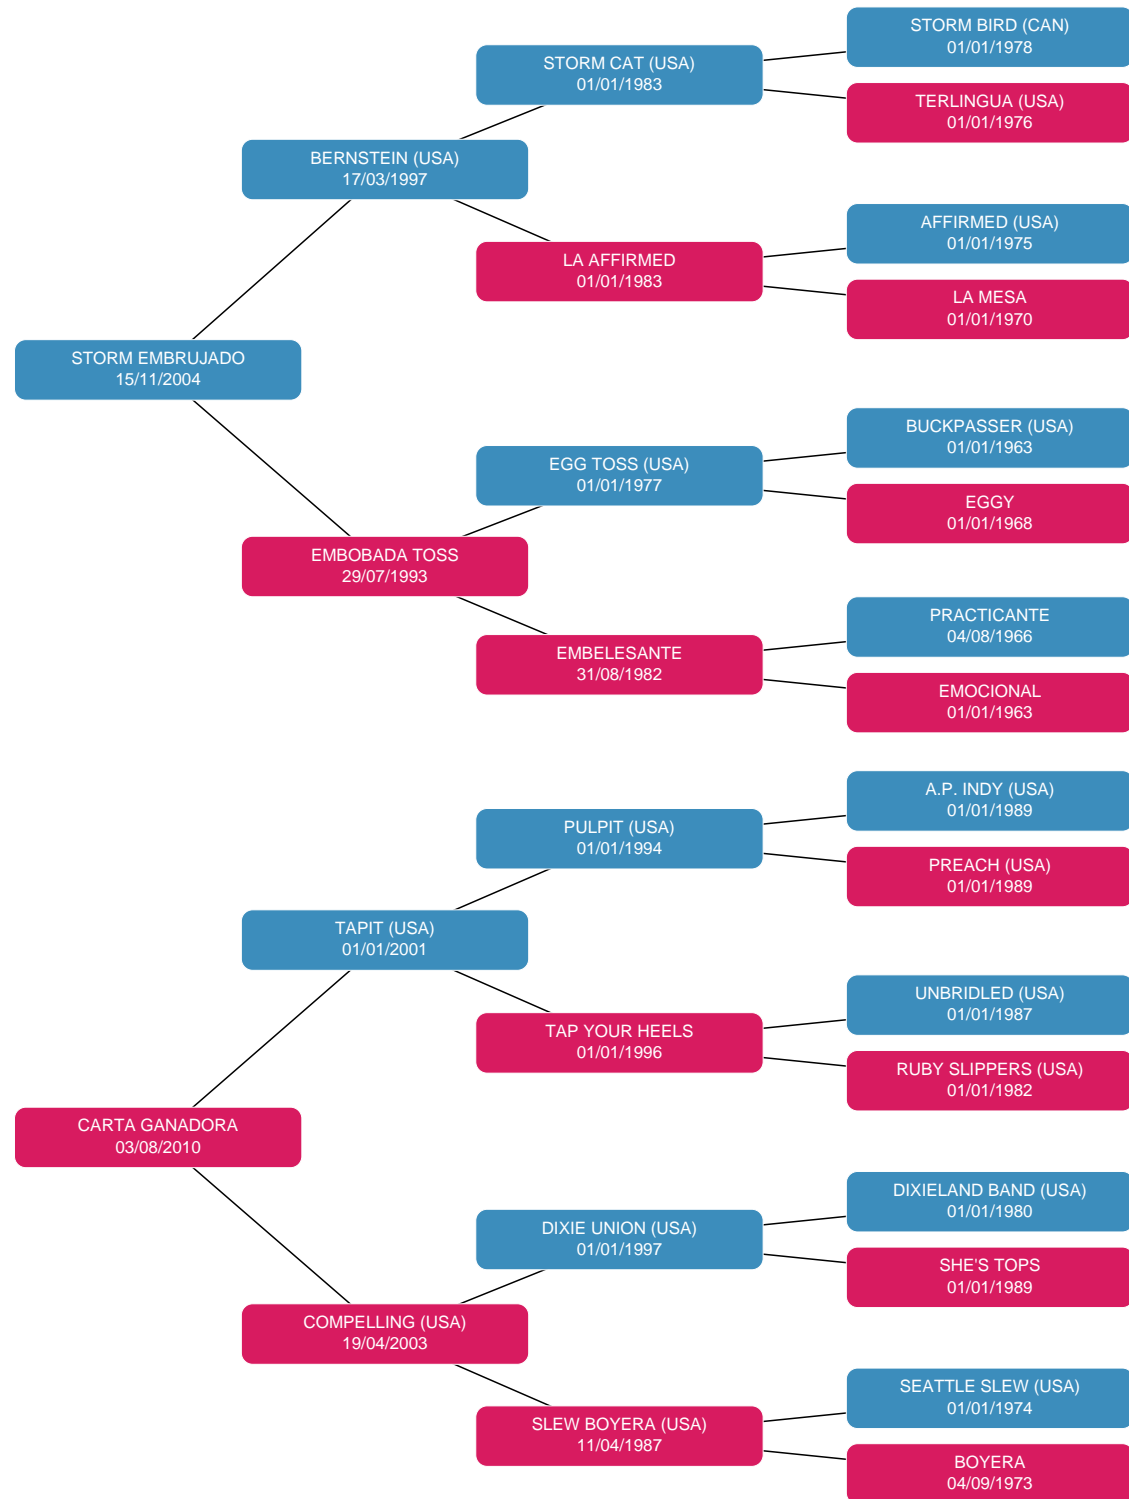 STORM BIRD (CAN)
01/01/1978
STORM CAT (USA)
01/01/1983
TERLINGUA (USA)
01/01/1976
BERNSTEIN (USA)
17/03/1997
AFFIRMED (USA)
01/01/1975
LA AFFIRMED
01/01/1983
LA MESA
01/01/1970
STORM EMBRUJADO
15/11/2004
BUCKPASSER (USA)
01/01/1963
EGG TOSS (USA)
01/01/1977
EGGY
01/01/1968
EMBOBADA TOSS
29/07/1993
PRACTICANTE
04/08/1966
EMBELESANTE
31/08/1982
EMOCIONAL
01/01/1963
A.P. INDY (USA)
01/01/1989
PULPIT (USA)
01/01/1994
PREACH (USA)
01/01/1989
TAPIT (USA)
01/01/2001
UNBRIDLED (USA)
01/01/1987
TAP YOUR HEELS
01/01/1996
RUBY SLIPPERS (USA)
01/01/1982
CARTA GANADORA
03/08/2010
DIXIELAND BAND (USA)
01/01/1980
DIXIE UNION (USA)
01/01/1997
SHE'S TOPS
01/01/1989
COMPELLING (USA)
19/04/2003
SEATTLE SLEW (USA)
01/01/1974
SLEW BOYERA (USA)
11/04/1987
BOYERA
04/09/1973